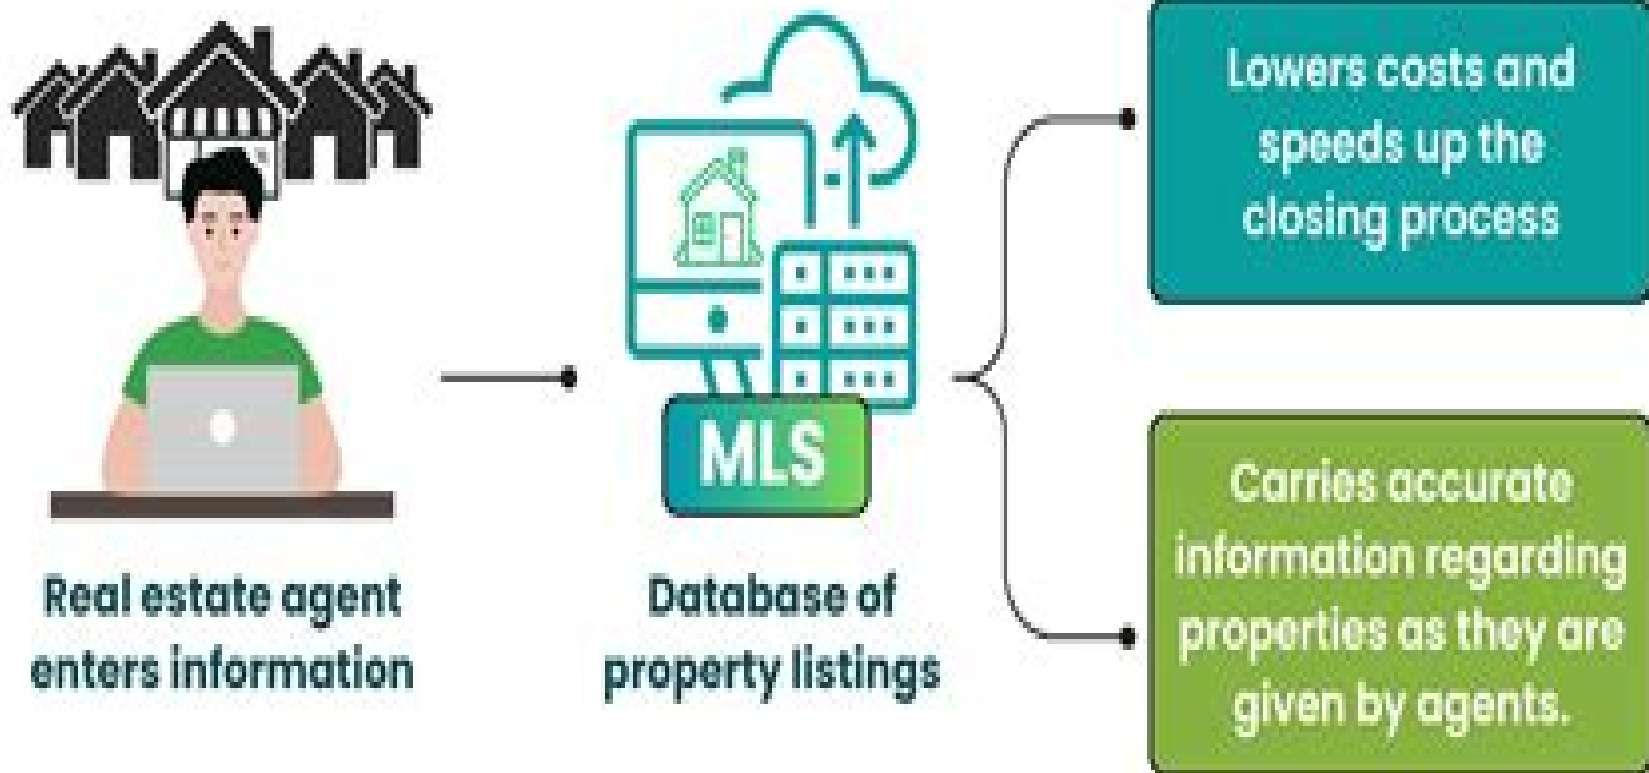 Real estate agent
enters information
MLS
Database of
property listings
Lowers costs and
speeds up the
closing process
Carries accurate
information regarding
properties as they are
given by agents.